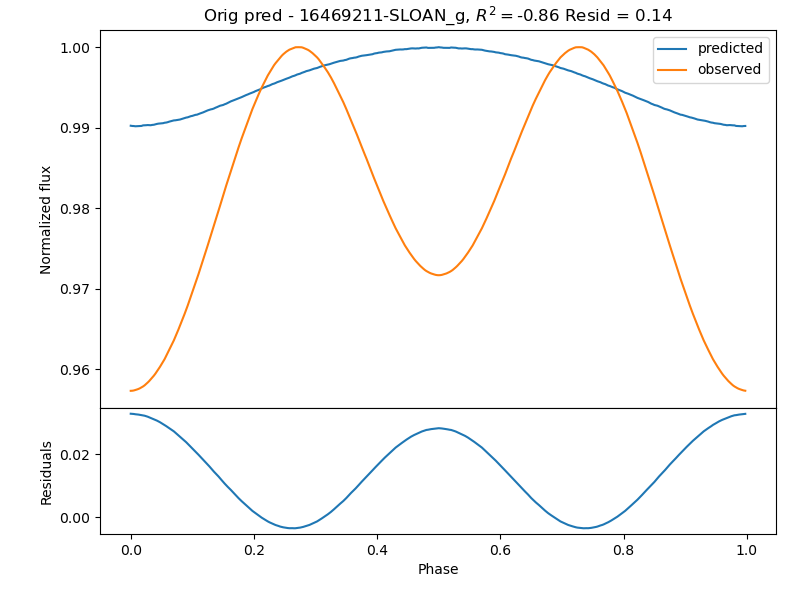 Orig pred - 16469211-SLOAN_g, R² = -0.86 Resid = 0.14
predicted
observed
Normalized flux
1.00
0.99
0.98
0.97
0.96
Residuals
0.02
0.00
0.0 0.2 0.4 0.6 0.8 1.0
Phase